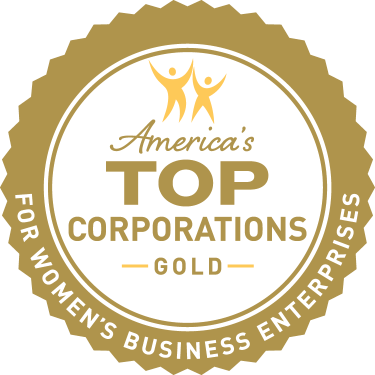 America's
TOP
CORPORATIONS
GOLD
FOR WOMEN'S BUSINESS ENTERPRISES